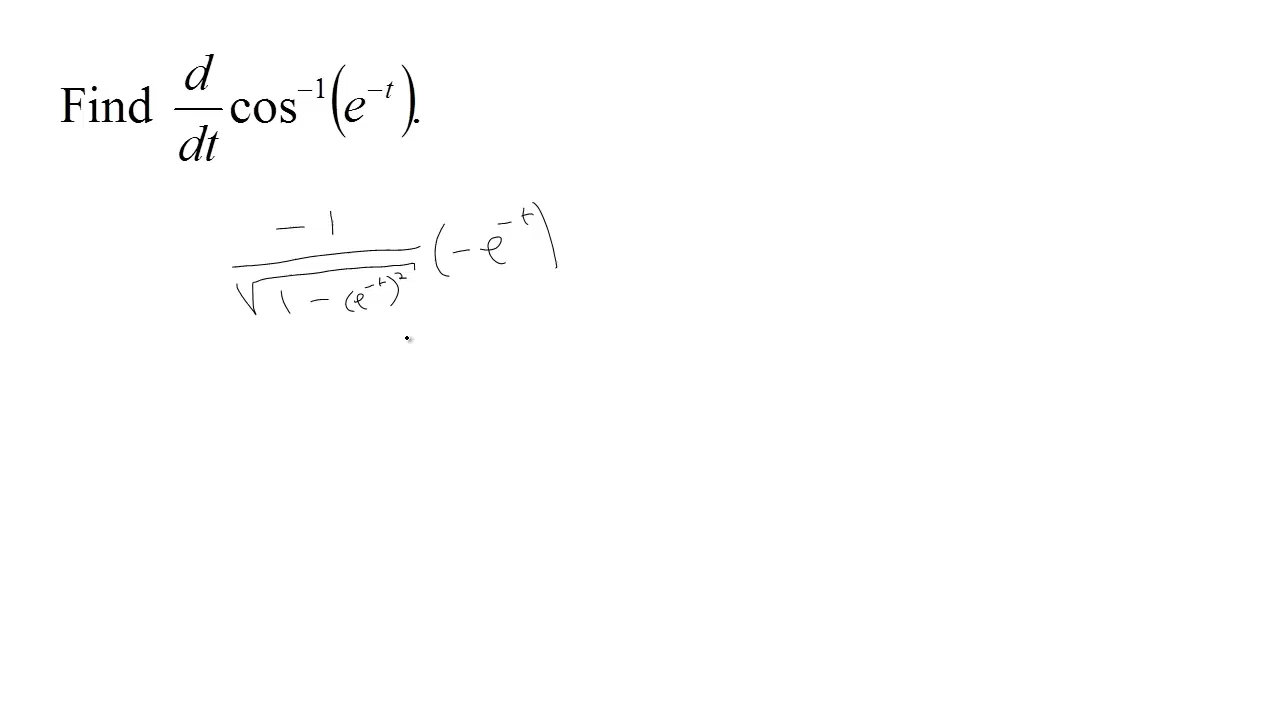 Find d/dt cos⁻¹(e⁻ᵗ).
-1/√(1-(e⁻ᵗ)²) (-e⁻ᵗ)